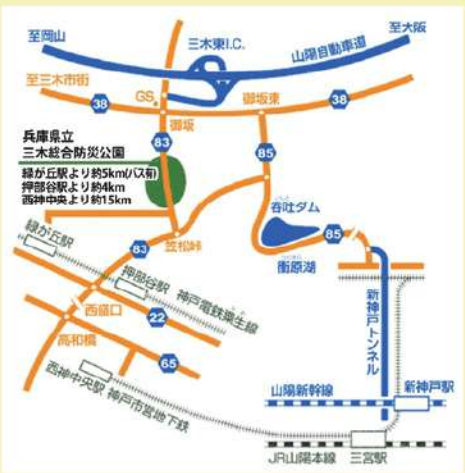 至岡山
三木東I.C.
山陽自動車道
至大阪
至三木市街
GS
38
御坂
御坂東
38
兵庫県立
三木総合防災公園
緑が丘駅より約5km(バス有)
押部谷駅より約4km
西神中央より約15km
83
85
呑吐ダム
85
衝原湖
笠松峠
83
緑が丘駅
押部谷駅
神戸電鉄粟生線
西盛口
22
高和橋
65
西神中央駅
神戸市営地下鉄
新神戸トンネル
山陽新幹線
新神戸駅
JR山陽本線
三宮駅